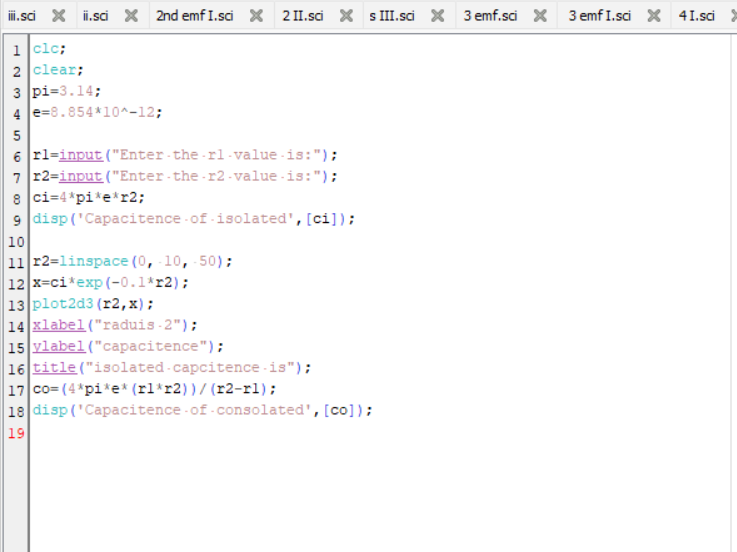 iii.sci ii.sci 2nd emf I.sci 2 II.sci s III.sci 3 emf.sci 3 emf I.sci 4 I.sci
1 clc;
2 clear;
3 pi=3.14;
4 e=8.854*10^-12;
5
6 r1=input("Enter the r1 value is:");
7 r2=input("Enter the r2 value is:");
8 ci=4*pi*e*r2;
9 disp('Capacitence of isolated',[ci]);
10
11 r2=linspace(0, 10, 50);
12 x=ci*exp(-0.1*r2);
13 plot2d3(r2,x);
14 xlabel("raduis 2");
15 ylabel("capacitence");
16 title("isolated capcitence is");
17 co=(4*pi*e*(r1*r2))/(r2-r1);
18 disp('Capacitence of consolated',[co]);
19